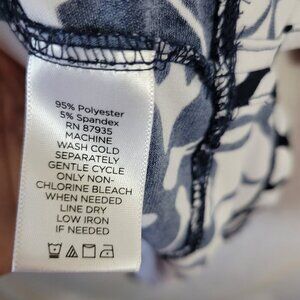 95% Polyester
5% Spandex
RN 87935
MACHINE
WASH COLD
SEPARATELY
GENTLE CYCLE
ONLY NON-
CHLORINE BLEACH
WHEN NEEDED
LINE DRY
LOW IRON
IF NEEDED